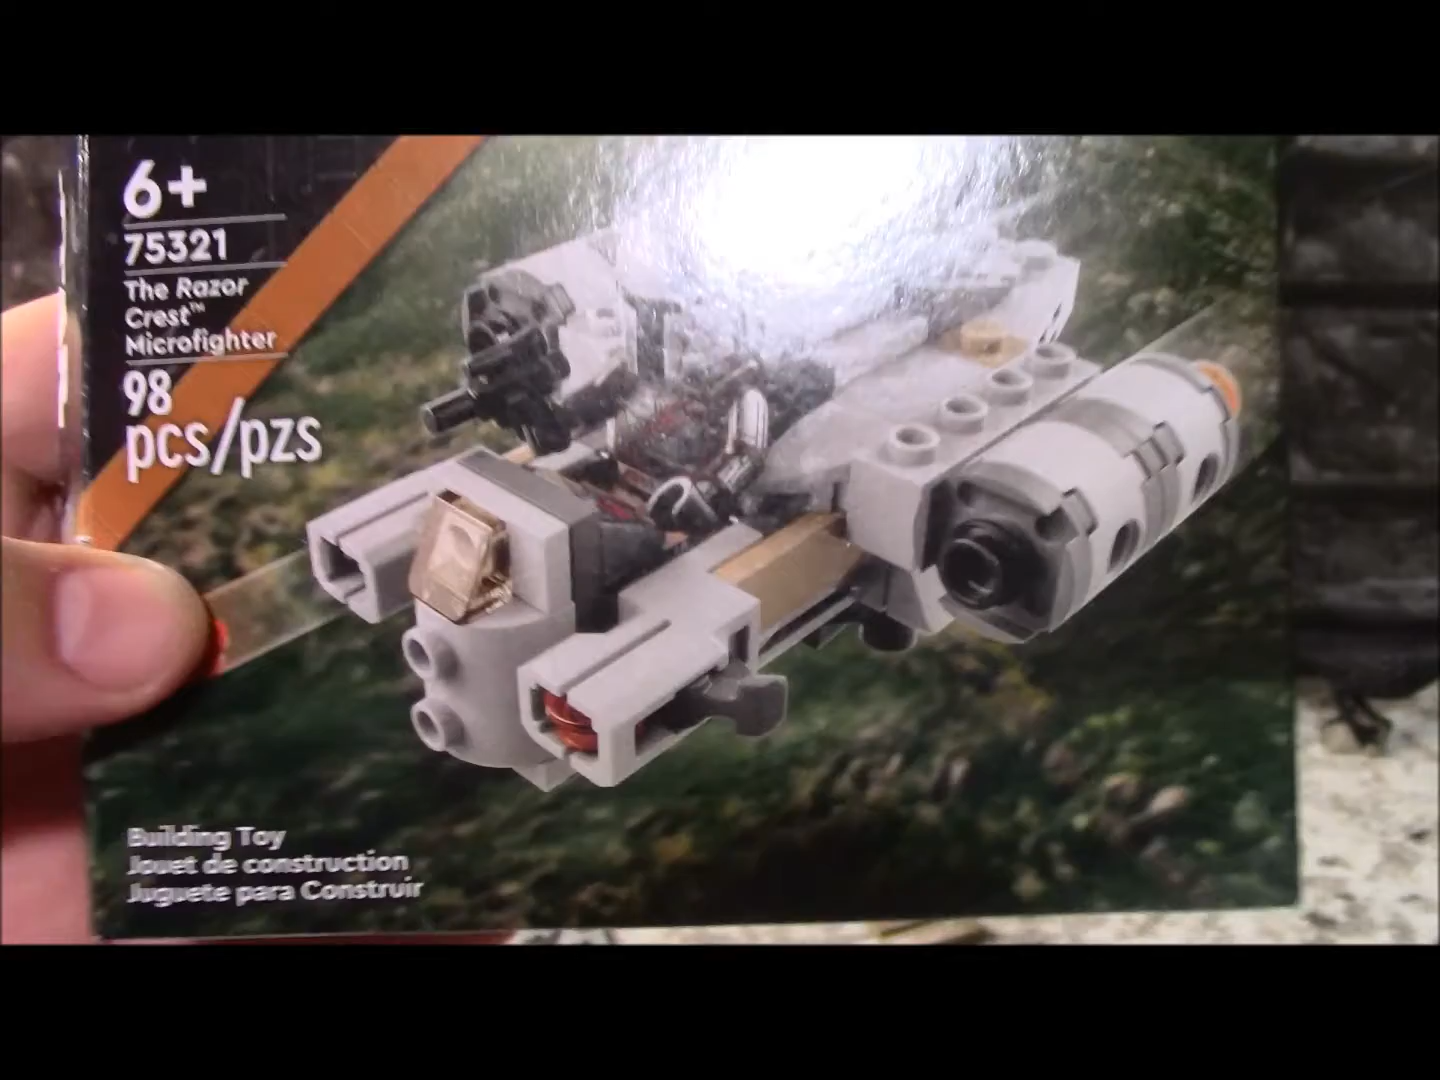 6+
75321
The Razor
Crest™
Microfighter
98
pcs/pzs
Building Toy
Jouet de construction
Juguete para Construir